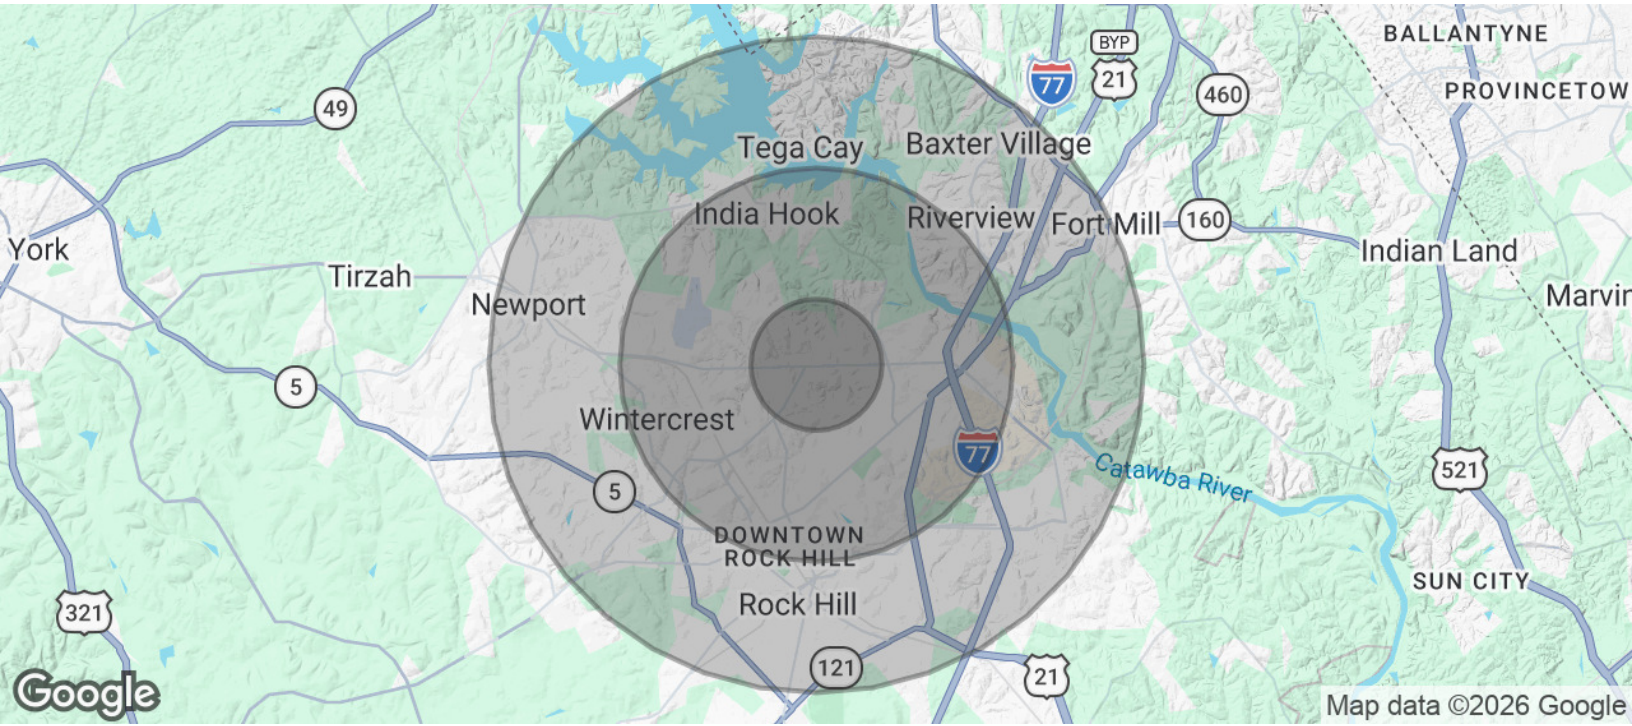 BALLANTYNE
BYP
77
21
460
PROVINCETOW
49
Tega Cay
Baxter Village
India Hook
Riverview
Fort Mill
160
York
Tirzah
Indian Land
Newport
Marvin
5
Wintercrest
77
521
Catawba River
5
DOWNTOWN
ROCK HILL
SUN CITY
321
Rock Hill
121
21
Google
Map data ©2026 Google